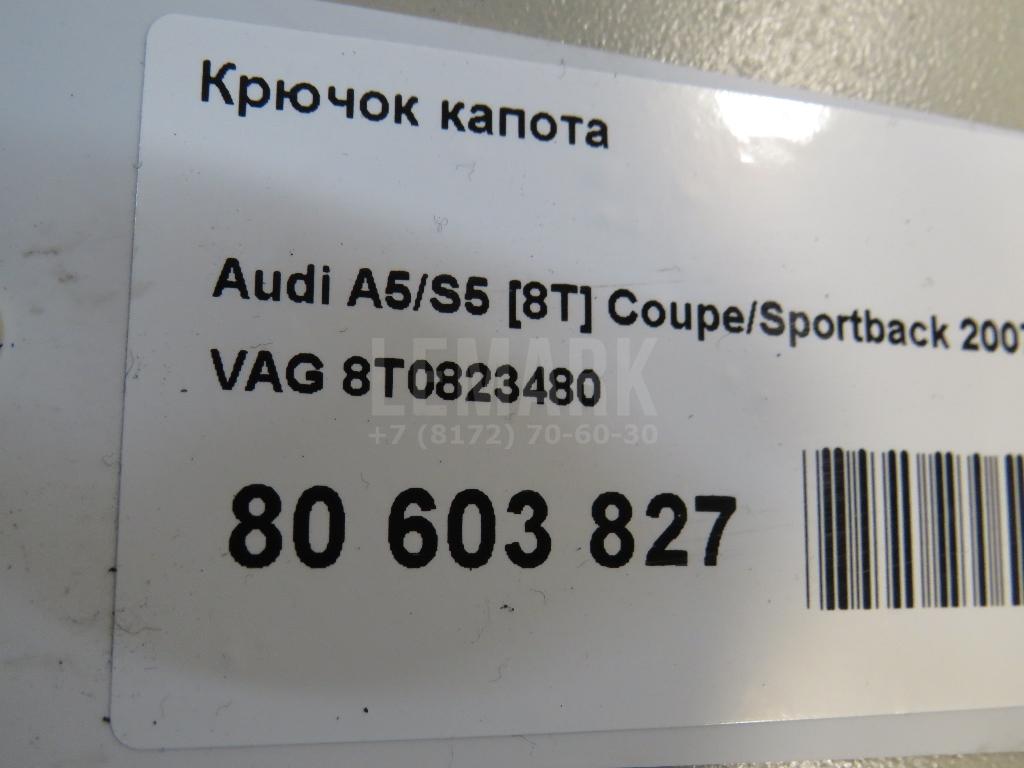 Крючок капота
Audi A5/S5 [8T] Coupe/Sportback 2007
VAG 8T0823480
LEMARK
+7 (8172) 70-60-30
80 603 827